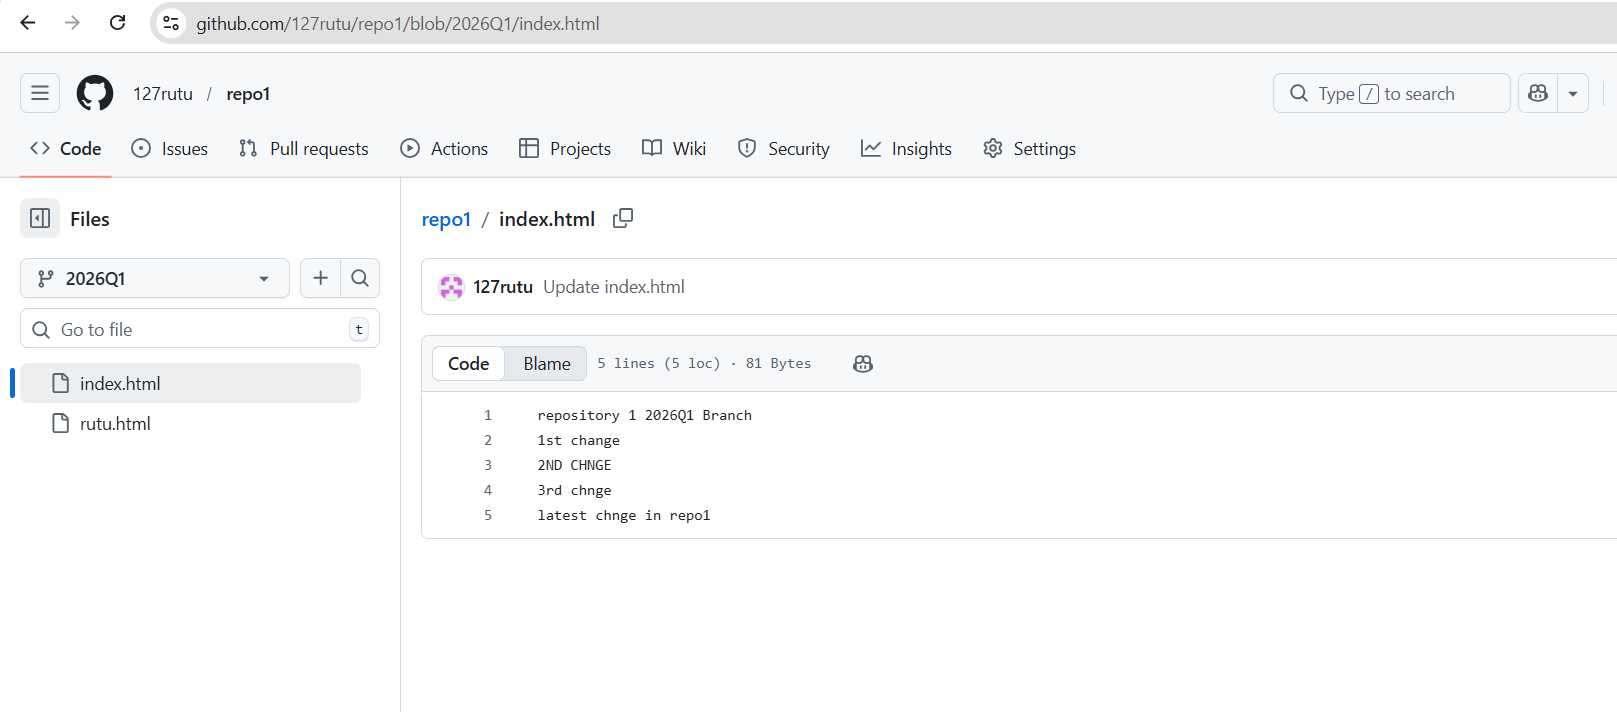 github.com/127rutu/repo1/blob/2026Q1/index.html
127rutu / repo1
Type / to search
Code
Issues
Pull requests
Actions
Projects
Wiki
Security
Insights
Settings
Files
repo1 / index.html
2026Q1
127rutu Update index.html
Go to file
t
Code
Blame
5 lines (5 loc) · 81 Bytes
index.html
rutu.html
1 repository 1 2026Q1 Branch
2 1st change
3 2ND CHNGE
4 3rd chnge
5 latest chnge in repo1